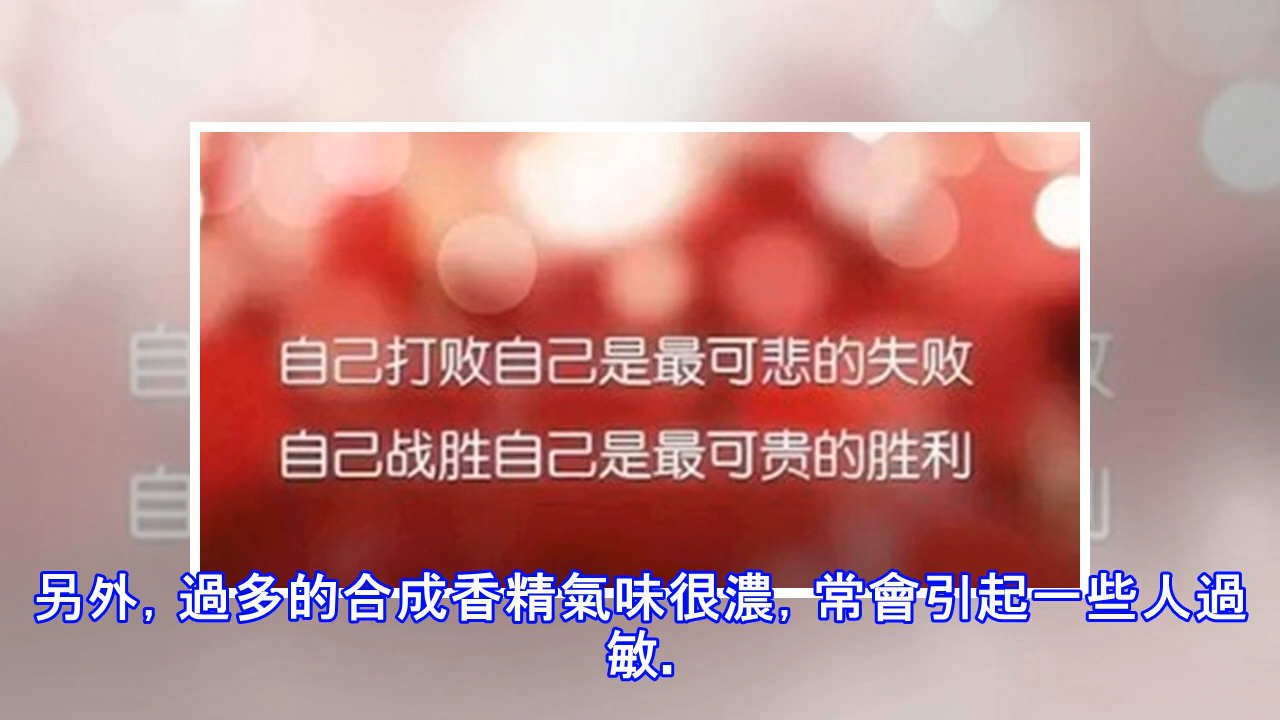 自己打败自己是最可悲的失败
自己战胜自己是最可贵的胜利
另外, 過多的合成香精氣味很濃, 常會引起一些人過
敏.